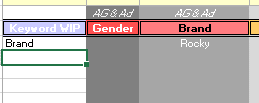 AG & Ad AG & Ad
Keyword WIP Gender Brand
Brand Rocky